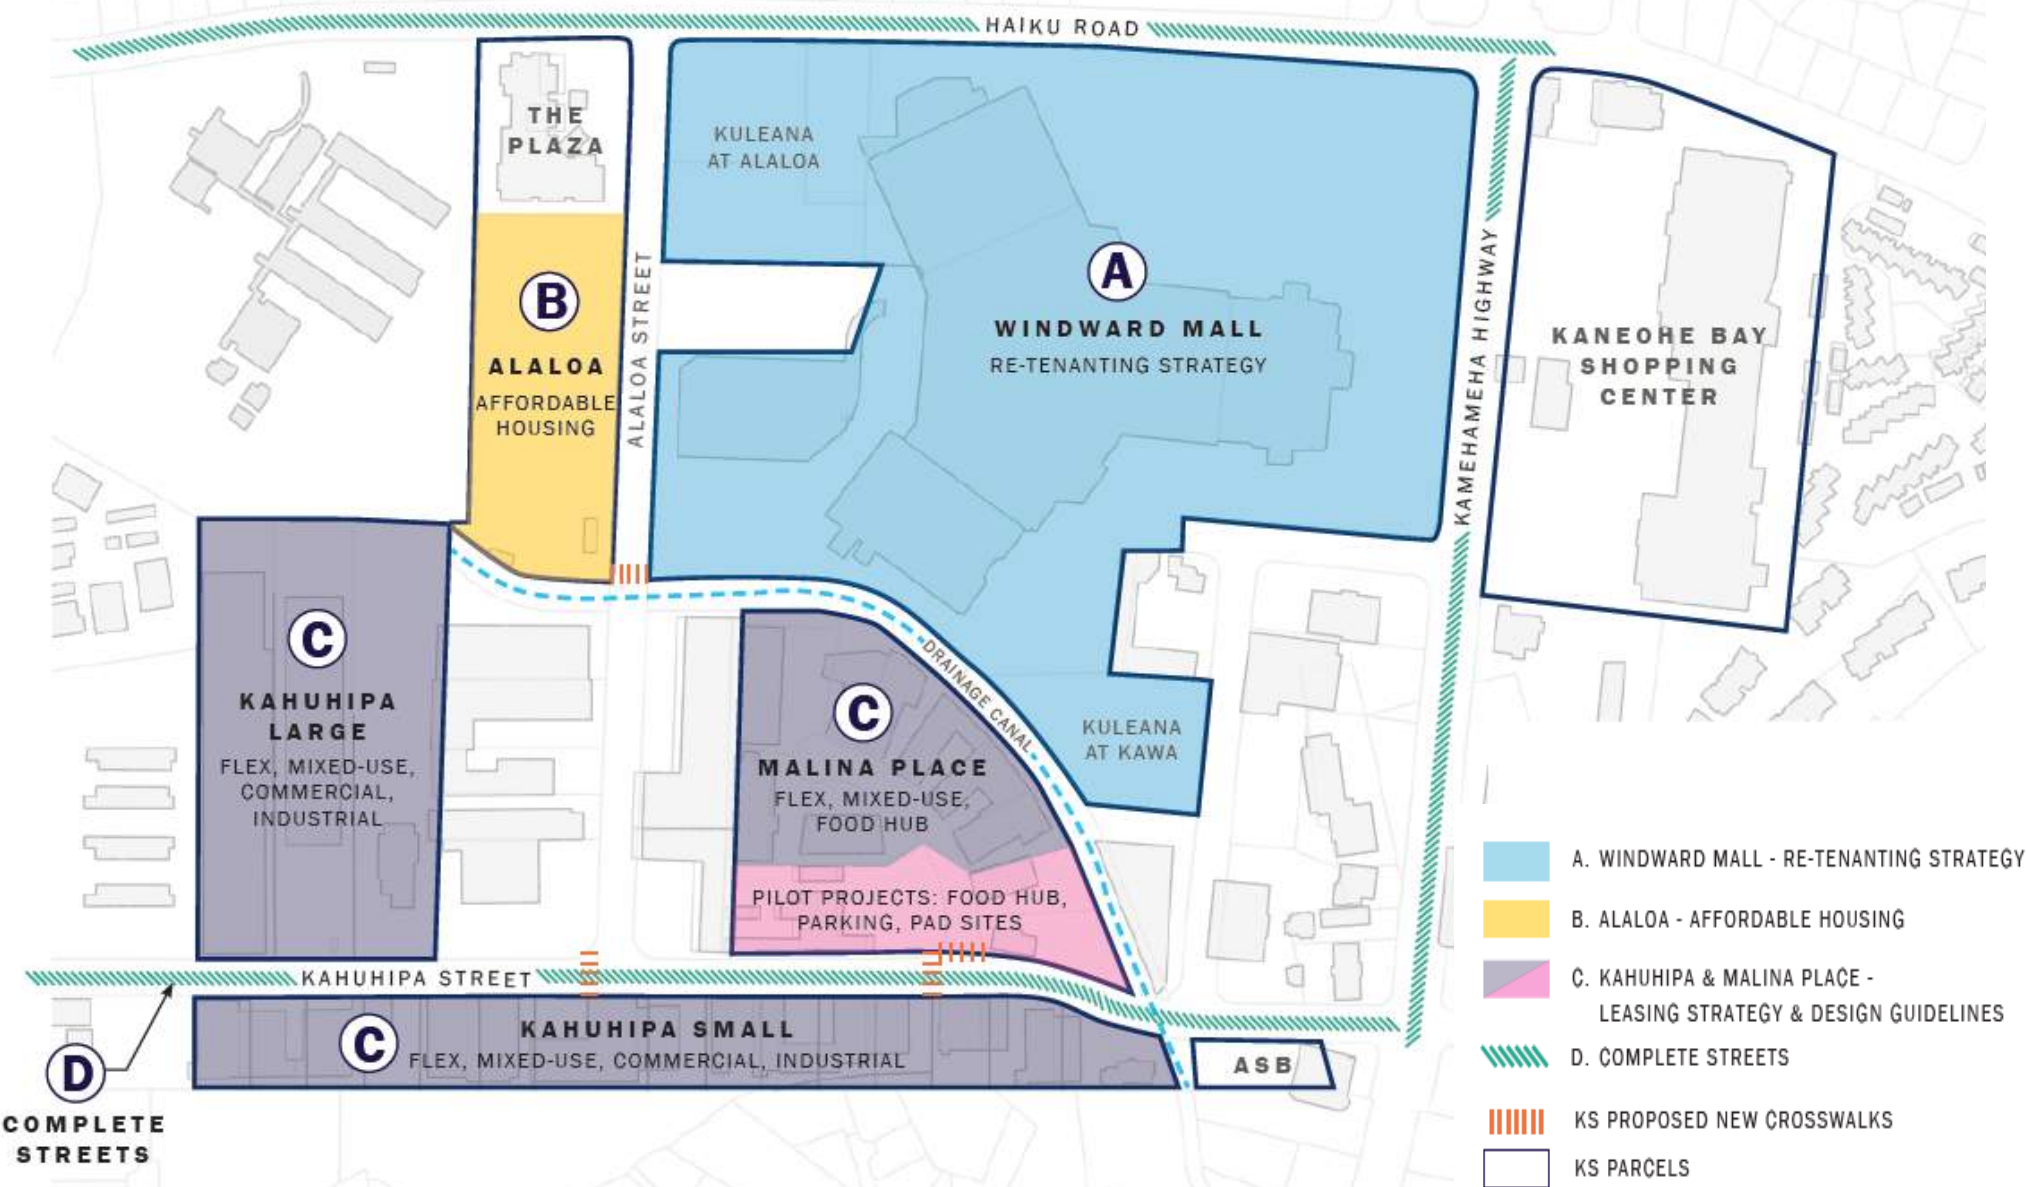 HAIKU ROAD
THE
PLAZA
KULEANA
AT ALALOA
B
ALALOA
AFFORDABLE
HOUSING
ALALOA STREET
A
WINDWARD MALL
RE-TENANTING STRATEGY
KAMEHAMEHA HIGHWAY
KANEOHE BAY
SHOPPING
CENTER
C
KAHUHIPA
LARGE
FLEX, MIXED-USE,
COMMERCIAL,
INDUSTRIAL
C
MALINA PLACE
FLEX, MIXED-USE,
FOOD HUB
DRAINAGE CANAL
KULEANA
AT KAWA
PILOT PROJECTS: FOOD HUB,
PARKING, PAD SITES
KAHUHIPA STREET
C
KAHUHIPA SMALL
FLEX, MIXED-USE, COMMERCIAL, INDUSTRIAL
ASB
D
COMPLETE
STREETS
A. WINDWARD MALL - RE-TENANTING STRATEGY
B. ALALOA - AFFORDABLE HOUSING
C. KAHUHIPA & MALINA PLACE -
LEASING STRATEGY & DESIGN GUIDELINES
D. COMPLETE STREETS
KS PROPOSED NEW CROSSWALKS
KS PARCELS